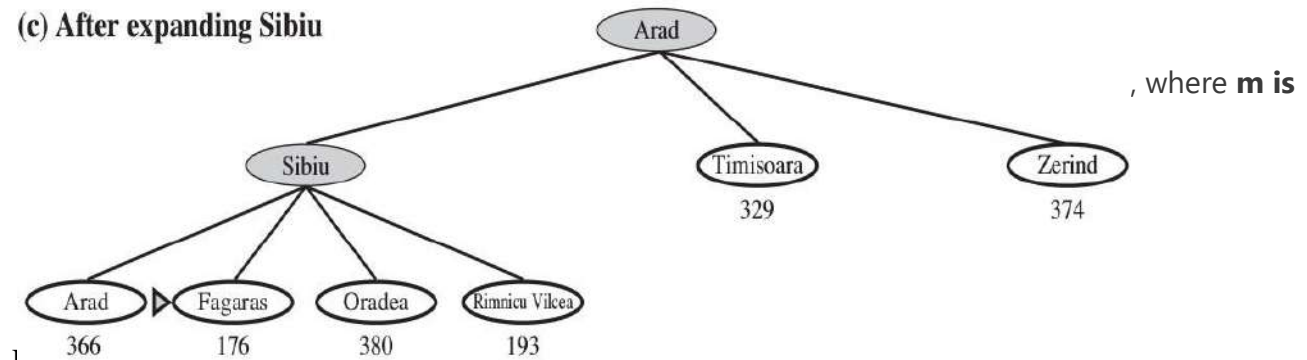 (c) After expanding Sibiu
Arad
, where m is
Sibiu
Timisoara
Zerind
329
374
Arad
Fagaras
Oradea
Rimnicu Vilcea
366
176
380
193